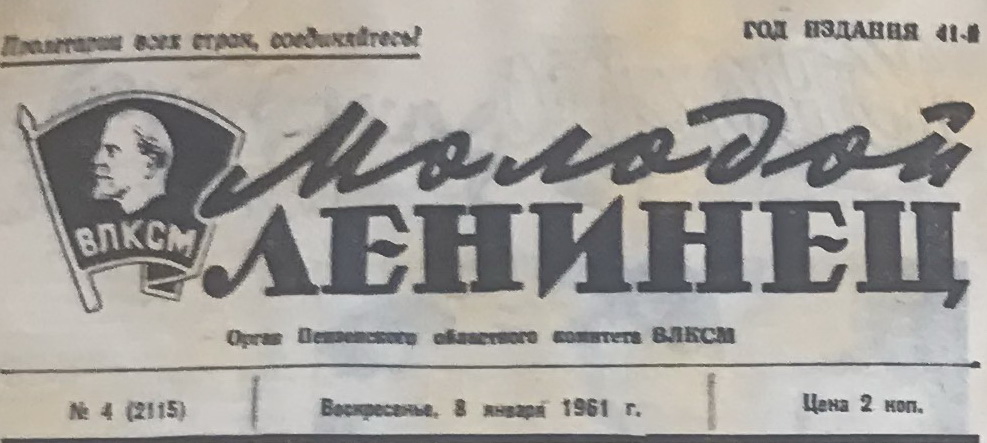 Пролетарии всех стран, соединяйтесь!
ГОД ИЗДАНИЯ 41-й
ВЛКСМ
Молодой
ЛЕНИНЕЦ
Орган Пензенского областного комитета ВЛКСМ
№ 4 (2115)
Воскресенье, 8 января 1961 г.
Цена 2 коп.